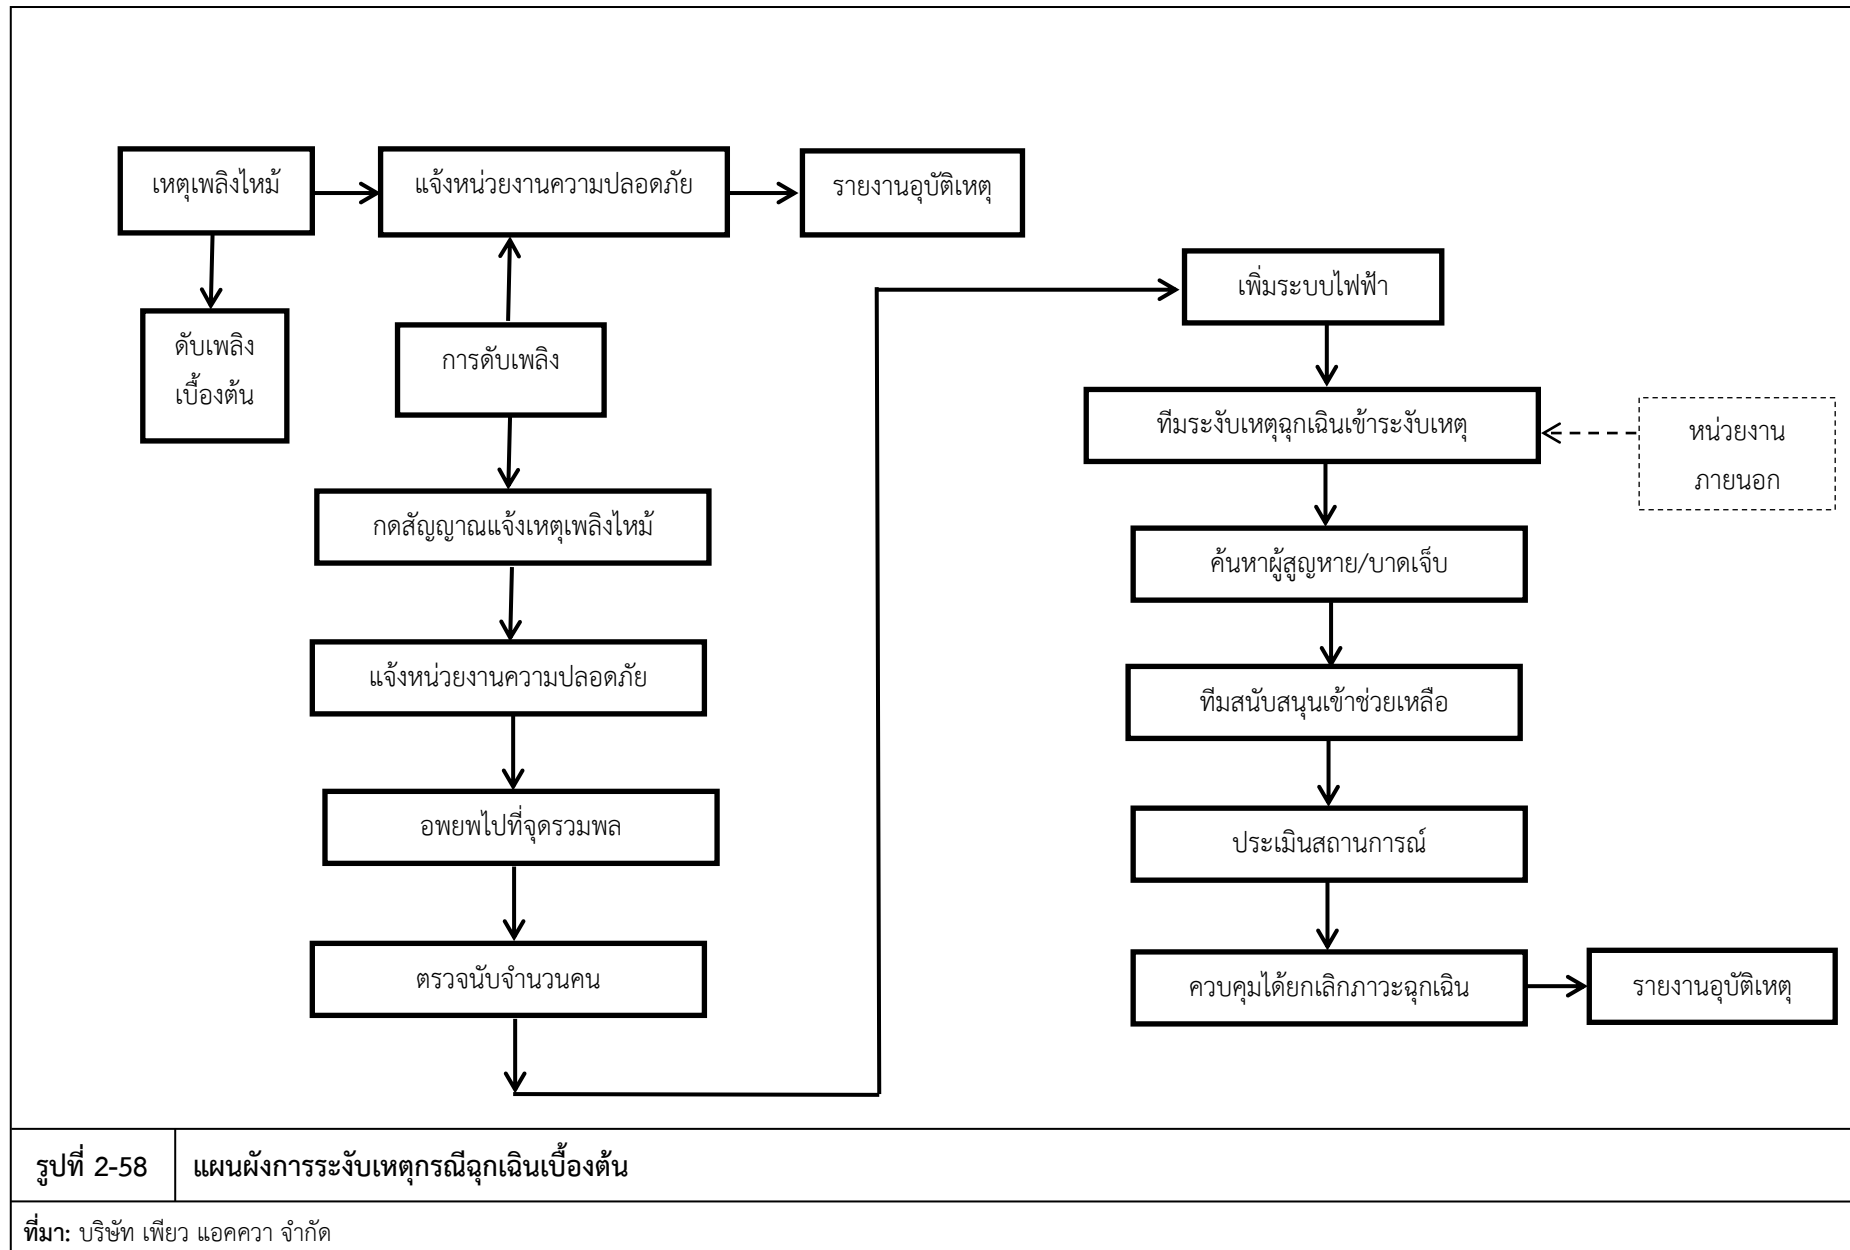 เหตุเพลิงไหม้
แจ้งหน่วยงานความปลอดภัย
รายงานอุบัติเหตุ
ดับเพลิง
เบื้องต้น
การดับเพลิง
กดสัญญาณแจ้งเหตุเพลิงไหม้
แจ้งหน่วยงานความปลอดภัย
อพยพไปที่จุดรวมพล
ตรวจนับจำนวนคน
เพิ่มระบบไฟฟ้า
ทีมระงับเหตุฉุกเฉินเข้าระงับเหตุ
หน่วยงาน
ภายนอก
ค้นหาผู้สูญหาย/บาดเจ็บ
ทีมสนับสนุนเข้าช่วยเหลือ
ประเมินสถานการณ์
ควบคุมได้ยกเลิกภาวะฉุกเฉิน
รายงานอุบัติเหตุ
รูปที่ 2-58 แผนผังการระงับเหตุกรณีฉุกเฉินเบื้องต้น
ที่มา: บริษัท เพียว แอคควา จำกัด